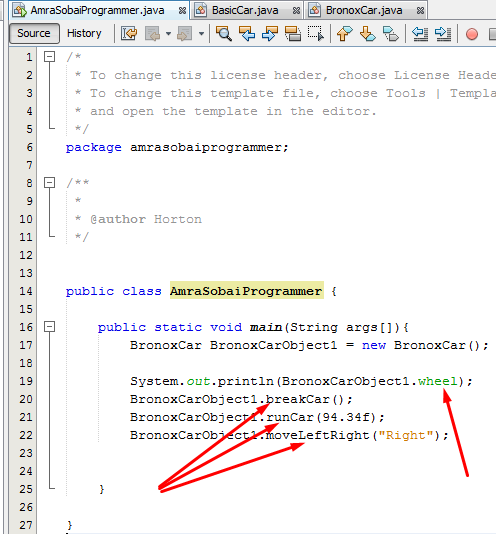 AmraSobaiProgrammer.java BasicCar.java BronoxCar.java
Source History
1 /*
2 * To change this license header, choose License Heade
3 * To change this template file, choose Tools | Templa
4 * and open the template in the editor.
5 */
6 package amrasobaiprogrammer;
7
8 /**
9 *
10 * @author Horton
11 */
12
13
14 public class AmraSobaiProgrammer {
15
16 public static void main(String args[]){
17 BronoxCar BronoxCarObject1 = new BronoxCar();
18
19 System.out.println(BronoxCarObject1.wheel);
20 BronoxCarObject1.breakCar();
21 BronoxCarObject1.runCar(94.34f);
22 BronoxCarObject1.moveLeftRight("Right");
23
24
25 }
26
27 }